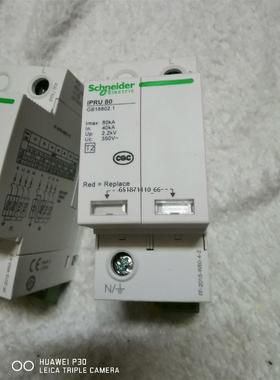 Schneider
Electric
iPRU 80
GB18802.1
Imax: 80kA
In: 40kA
Up: 2.2kV
Uc: 350V~
T2
CQC
Red = Replace
651871410_66
N/⏚
HUAWEI P30
LEICA TRIPLE CAMERA